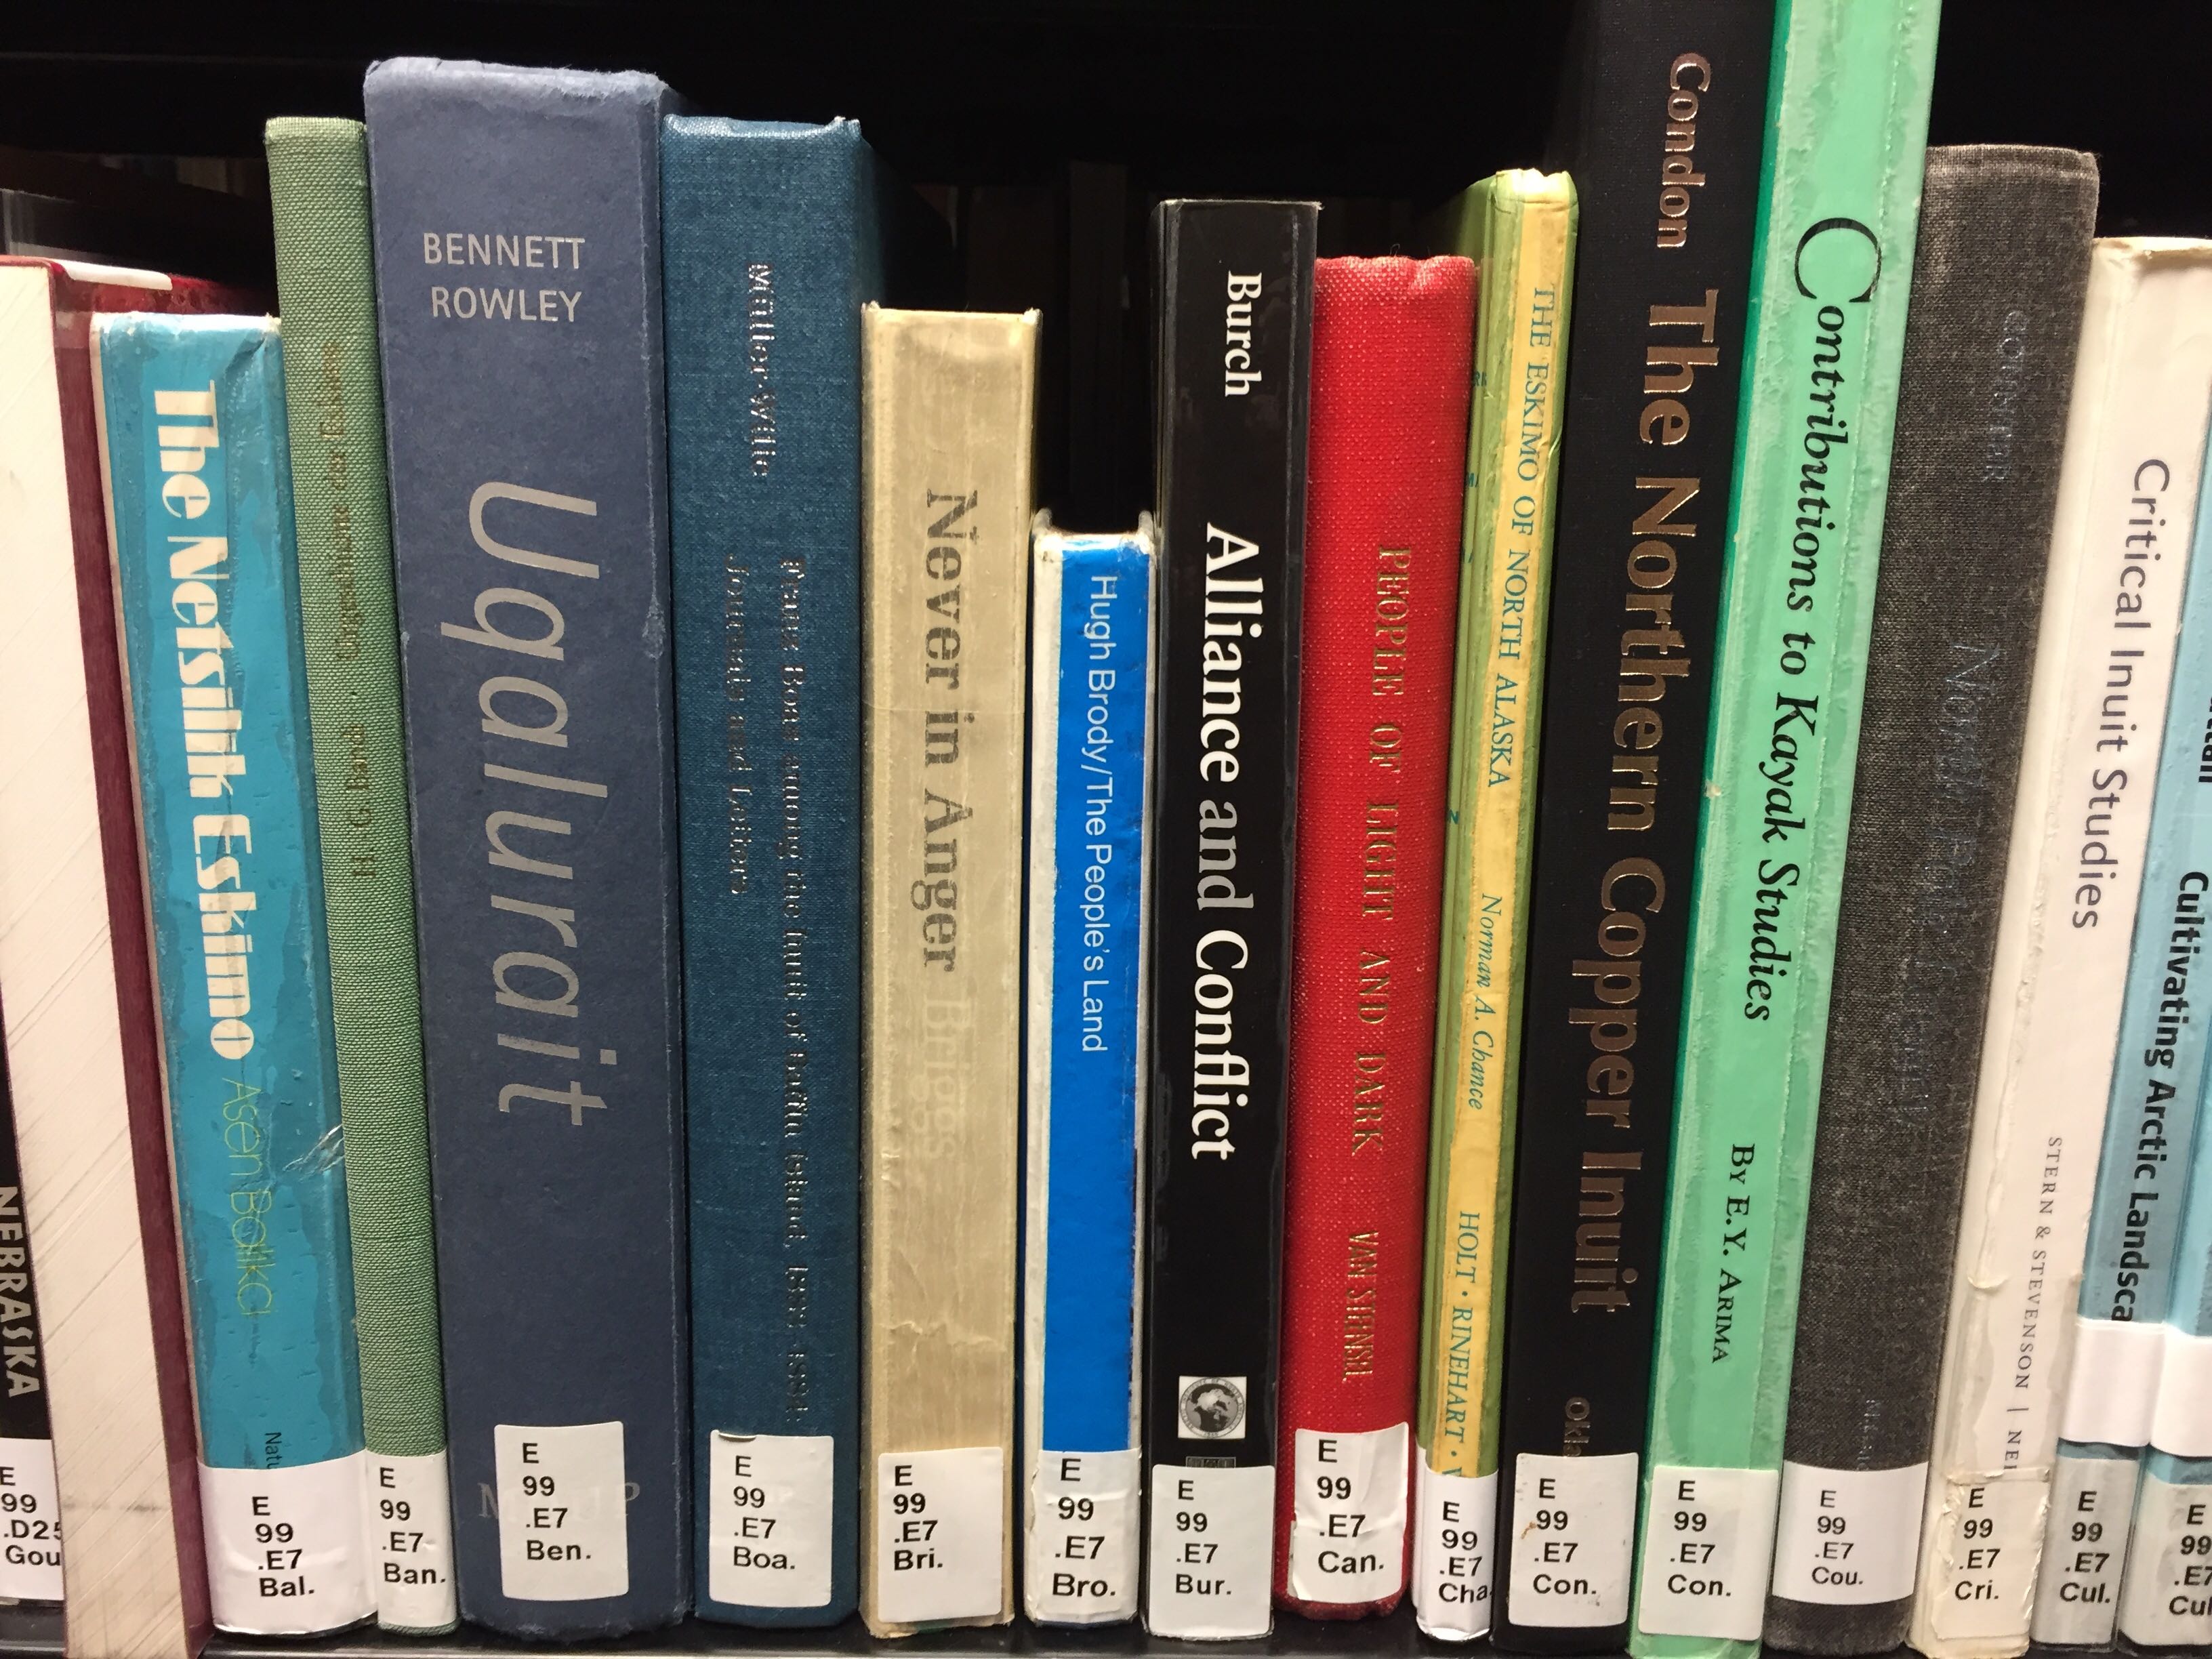 NEBRASKA
E
99
.D25
Gou
The Netsilik Eskimo Asen Balikci
Natu
E
99
.E7
Bal.
E
99
.E7
Ban.
BENNETT
ROWLEY
Uqalurait
E
99
.E7
Ben.
Müller-Wille
Franz Boas among the Inuit of Baffin Island, 1883-1884:
Journals and Letters
E
99
.E7
Boa.
Never in Anger Briggs
E
99
.E7
Bri.
Hugh Brody/The People's Land
E
99
.E7
Bro.
Burch Alliance and Conflict
E
99
.E7
Bur.
PEOPLE OF LIGHT AND DARK VAN STEENSEL
E
99
.E7
Can.
THE ESKIMO OF NORTH ALASKA Norman A. Chance HOLT · RINEHART ·
E
99
.E7
Cha
Condon The Northern Copper Inuit Okla
E
99
.E7
Con.
Contributions to Kayak Studies BY E.Y. ARIMA
E
99
.E7
Con.
E
99
.E7
Cou.
Critical Inuit Studies STERN & STEVENSON | NE
E
99
.E7
Cri.
Cultivating Arctic Landsca
E
99
.E7
Cul.
E
99
.E7
Cul